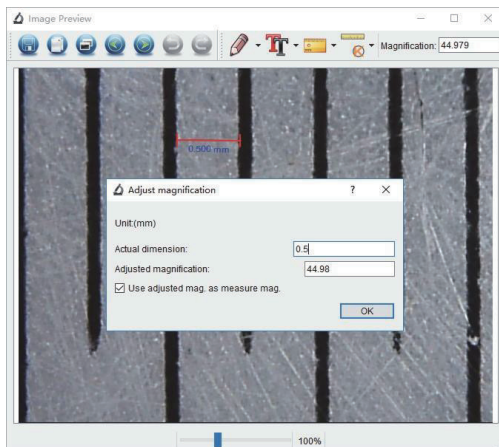 Image Preview
Magnification: 44.979
0.506 mm
Adjust magnification ?
Unit:(mm)
Actual dimension: 0.5
Adjusted magnification: 44.98
Use adjusted mag. as measure mag.
OK
100%